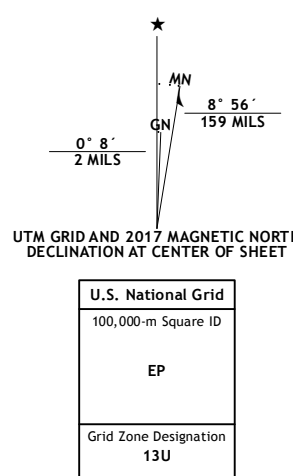 ★
MN
GN
8° 56´
159 MILS
0° 8´
2 MILS
UTM GRID AND 2017 MAGNETIC NORT
DECLINATION AT CENTER OF SHEET
U.S. National Grid
100,000-m Square ID
EP
Grid Zone Designation
13U